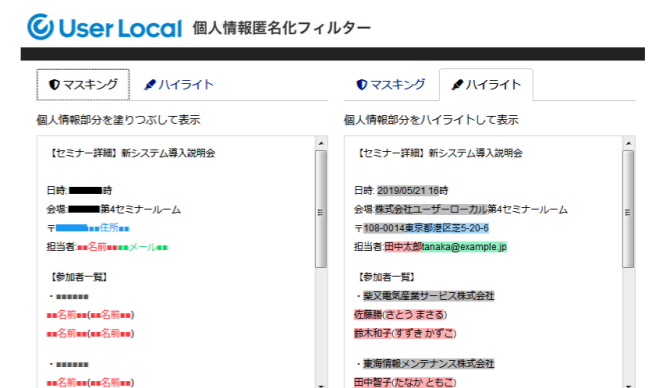 User Local 個人情報匿名化フィルター
マスキング
ハイライト
個人情報部分を塗りつぶして表示
【セミナー詳細】新システム導入説明会
日時:■■■■■時
会場:■■■■■第4セミナールーム
〒■■■■■■■住所■■
担当者:■■名前■■■■メール■■
【参加者一覧】
・■■■■■■
■■名前■■(■■名前■■)
■■名前■■(■■名前■■)
・■■■■■■
■■名前■■(■■名前■■)
マスキング
ハイライト
個人情報部分をハイライトして表示
【セミナー詳細】新システム導入説明会
日時: 2019/05/21 16時
会場:株式会社ユーザーローカル第4セミナールーム
〒108-0014東京都港区芝5-20-6
担当者:田中太郎tanaka@example.jp
【参加者一覧】
・柴又電気産業サービス株式会社
佐藤勝(さとう まさる)
鈴木和子(すずき かずこ)
・東海情報メンテナンス株式会社
田中智子(たなか ともこ)